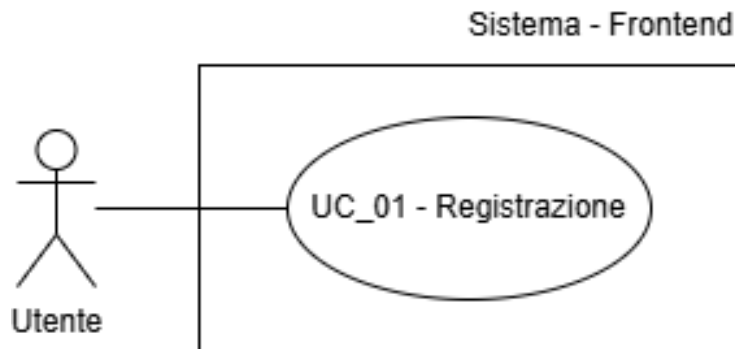 Sistema - Frontend
UC_01 - Registrazione
Utente